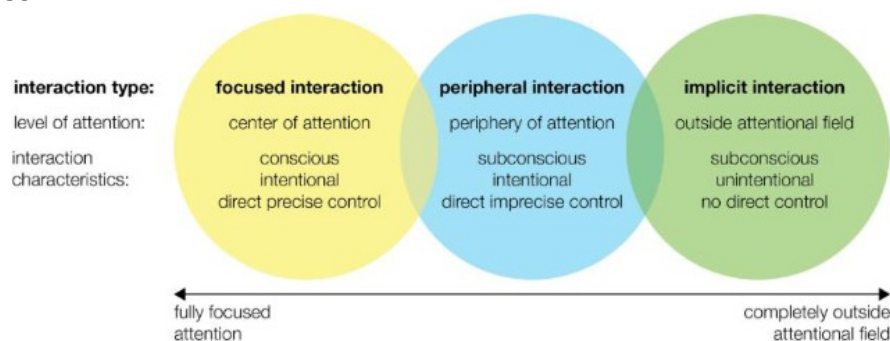 interaction type: focused interaction peripheral interaction implicit interaction
level of attention: center of attention periphery of attention outside attentional field
interaction conscious subconscious subconscious
characteristics: intentional intentional unintentional
direct precise control direct imprecise control no direct control
fully focused completely outside
attention attentional field